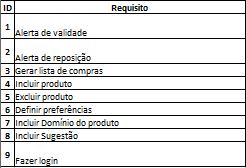 ID Requisito
1 Alerta de validade
2 Alerta de reposição
3 Gerar lista de compras
4 Incluir produto
5 Excluir produto
6 Definir preferências
7 Incluir Domínio do produto
8 Incluir Sugestão
9 Fazer login